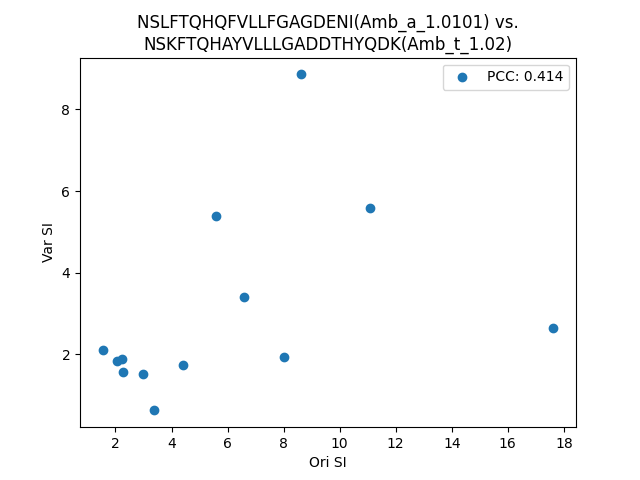 NSLFTQHQFVLLFGAGDENI(Amb_a_1.0101) vs.
NSKFTQHAYVLLLGADDTHYQDK(Amb_t_1.02)
PCC: 0.414
8
6
4
2
Var SI
2 4 6 8 10 12 14 16 18
Ori SI